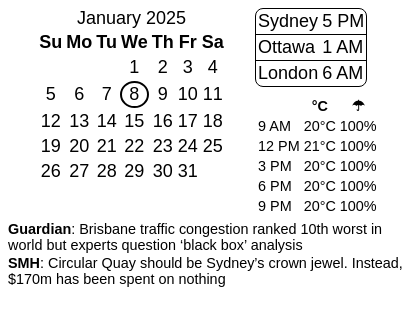 January 2025
Su Mo Tu We Th Fr Sa
1 2 3 4
5 6 7 8 9 10 11
12 13 14 15 16 17 18
19 20 21 22 23 24 25
26 27 28 29 30 31
Sydney 5 PM
Ottawa 1 AM
London 6 AM
°C ☂
9 AM 20°C 100%
12 PM 21°C 100%
3 PM 20°C 100%
6 PM 20°C 100%
9 PM 20°C 100%
Guardian: Brisbane traffic congestion ranked 10th worst in
world but experts question ‘black box’ analysis
SMH: Circular Quay should be Sydney’s crown jewel. Instead,
$170m has been spent on nothing